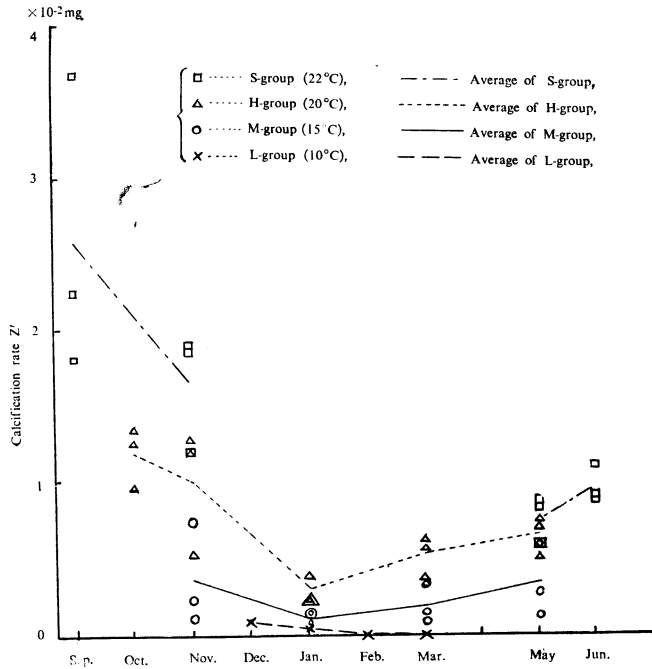 ×10-2 mg
4
S-group (22°C),
Average of S-group,
H-group (20°C),
Average of H-group,
M-group (15°C),
Average of M-group,
L-group (10°C),
Average of L-group,
3
2
1
0
Calcification rate Z'
S.p. Oct. Nov. Dec. Jan. Feb. Mar. May Jun.